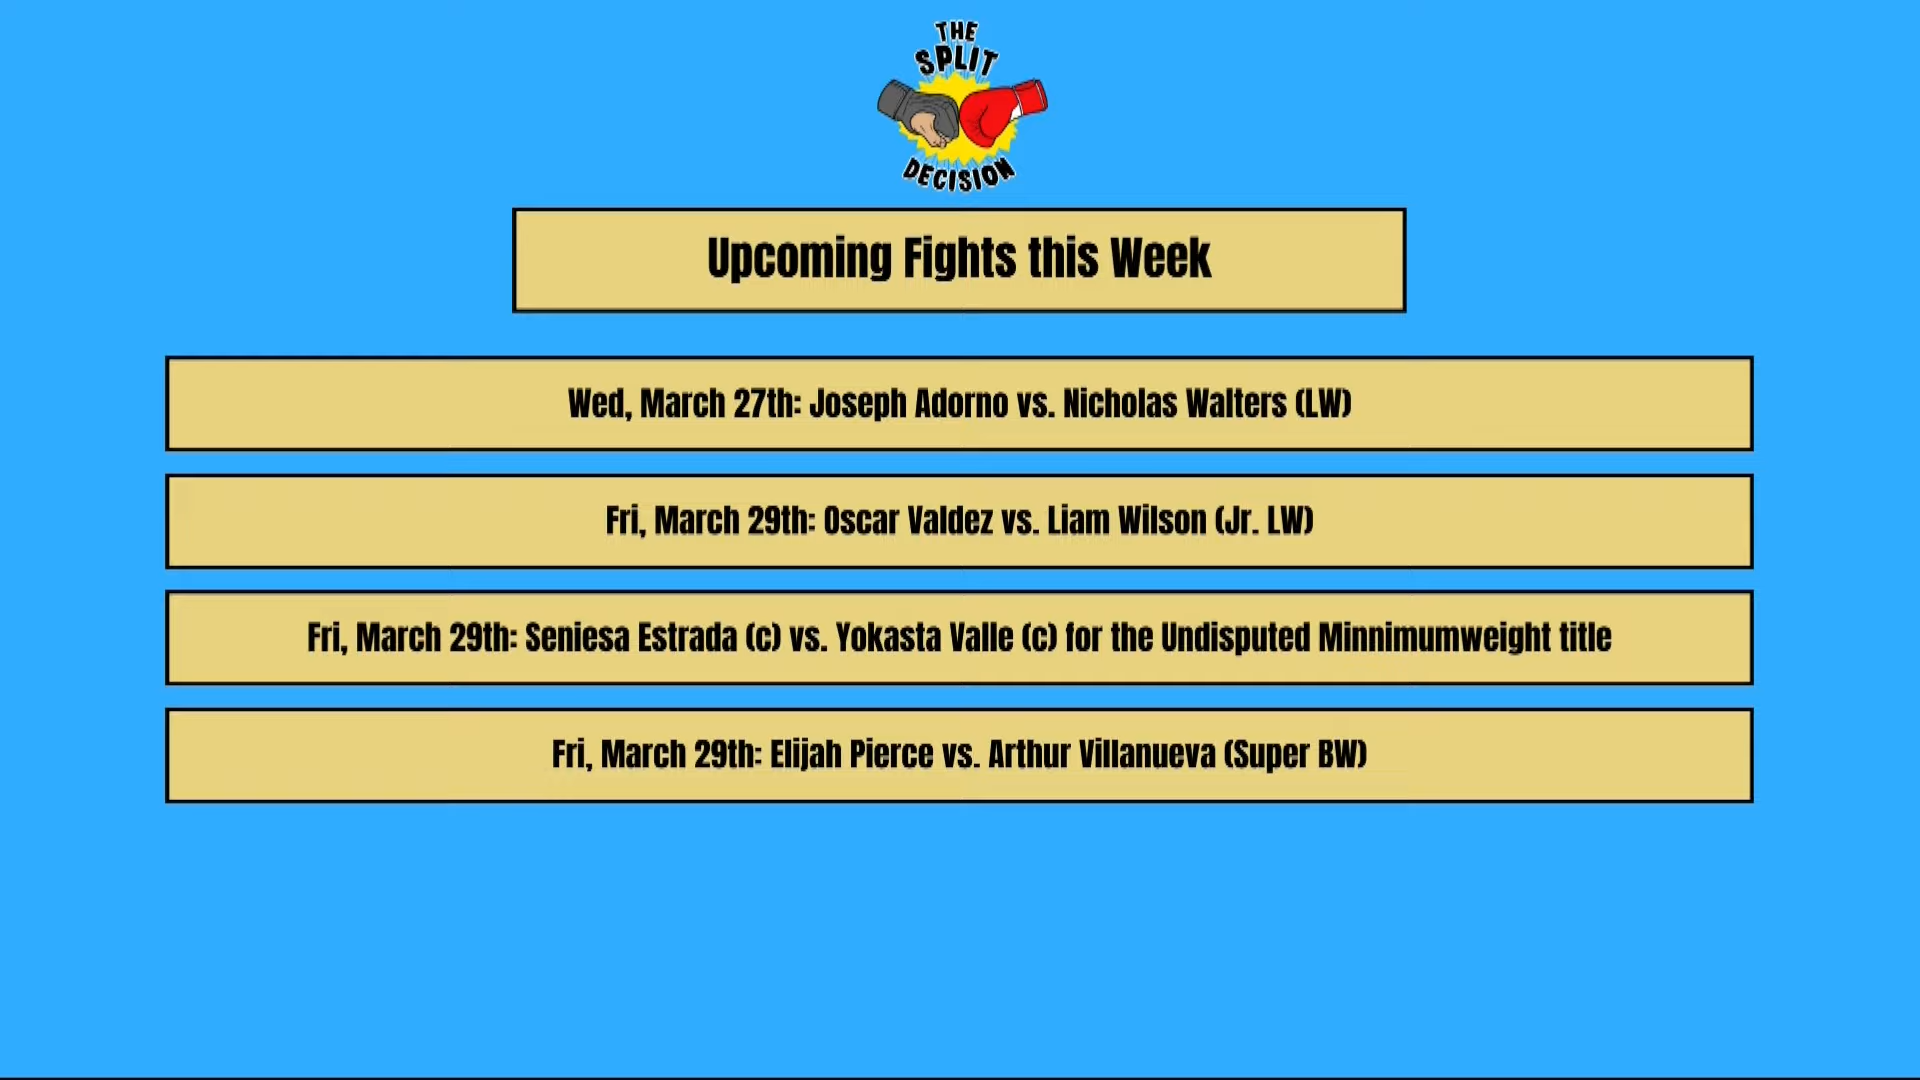 THE
SPLIT
DECISION
Upcoming Fights this Week
Wed, March 27th: Joseph Adorno vs. Nicholas Walters (LW)
Fri, March 29th: Oscar Valdez vs. Liam Wilson (Jr. LW)
Fri, March 29th: Seniesa Estrada (c) vs. Yokasta Valle (c) for the Undisputed Minnimumweight title
Fri, March 29th: Elijah Pierce vs. Arthur Villanueva (Super BW)